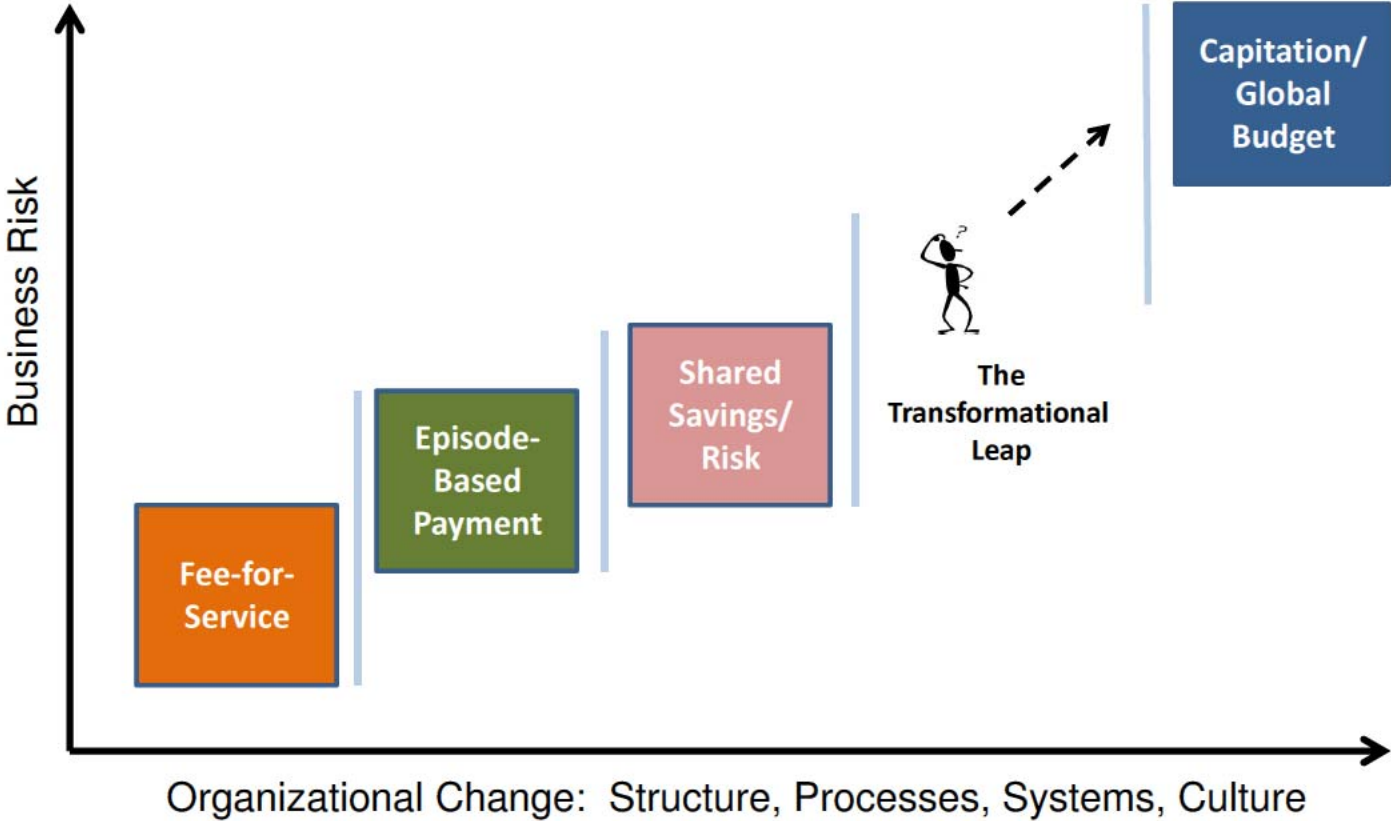 Capitation/
Global
Budget
Business Risk
?
Shared
Savings/
Risk
The
Transformational
Leap
Episode-
Based
Payment
Fee-for-
Service
Organizational Change: Structure, Processes, Systems, Culture